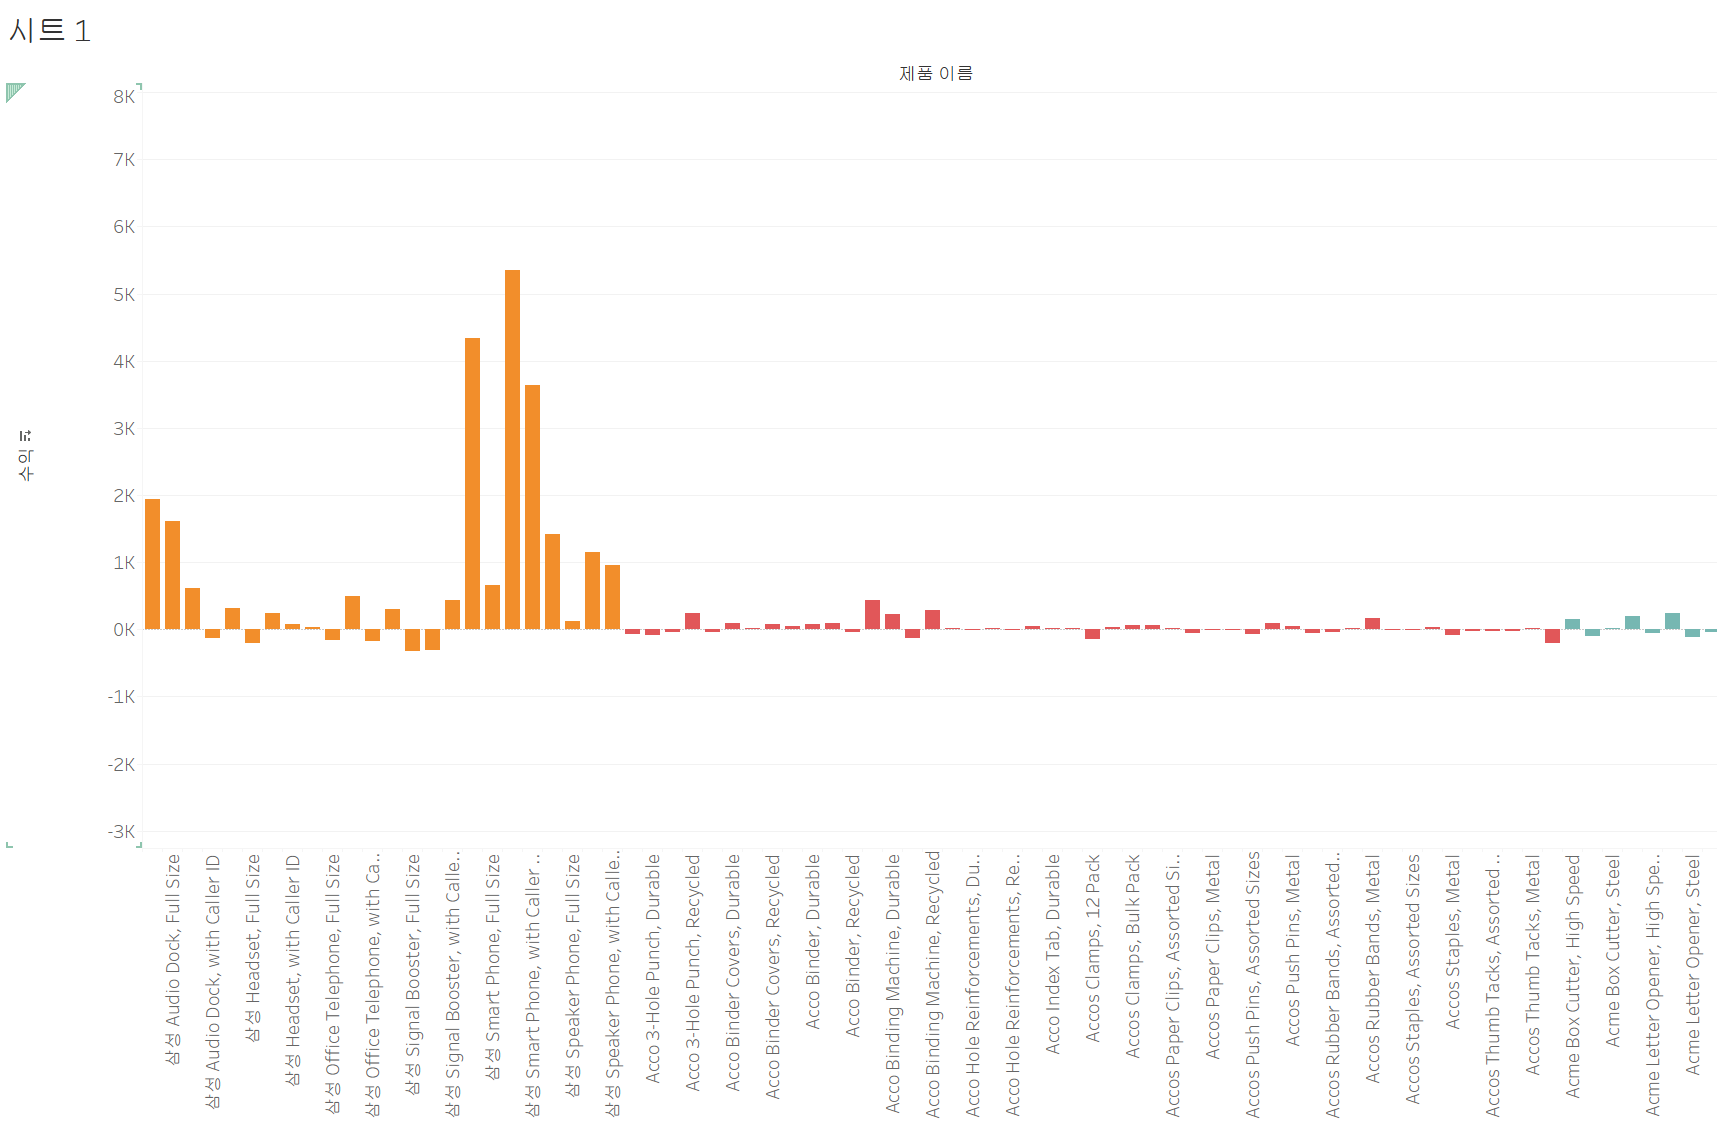 시트 1
제품 이름
8K
7K
6K
5K
4K
3K
2K
1K
0K
-1K
-2K
-3K
수익
삼성 Audio Dock, Full Size
삼성 Audio Dock, with Caller ID
삼성 Headset, Full Size
삼성 Headset, with Caller ID
삼성 Office Telephone, Full Size
삼성 Office Telephone, with Ca..
삼성 Signal Booster, Full Size
삼성 Signal Booster, with Calle..
삼성 Smart Phone, Full Size
삼성 Smart Phone, with Caller ..
삼성 Speaker Phone, Full Size
삼성 Speaker Phone, with Calle..
Acco 3-Hole Punch, Durable
Acco 3-Hole Punch, Recycled
Acco Binder Covers, Durable
Acco Binder Covers, Recycled
Acco Binder, Durable
Acco Binder, Recycled
Acco Binding Machine, Durable
Acco Binding Machine, Recycled
Acco Hole Reinforcements, Du..
Acco Hole Reinforcements, Re..
Acco Index Tab, Durable
Accos Clamps, 12 Pack
Accos Clamps, Bulk Pack
Accos Paper Clips, Assorted Si..
Accos Paper Clips, Metal
Accos Push Pins, Assorted Sizes
Accos Push Pins, Metal
Accos Rubber Bands, Assorted..
Accos Rubber Bands, Metal
Accos Staples, Assorted Sizes
Accos Staples, Metal
Accos Thumb Tacks, Assorted ..
Accos Thumb Tacks, Metal
Acme Box Cutter, High Speed
Acme Box Cutter, Steel
Acme Letter Opener, High Spe..
Acme Letter Opener, Steel